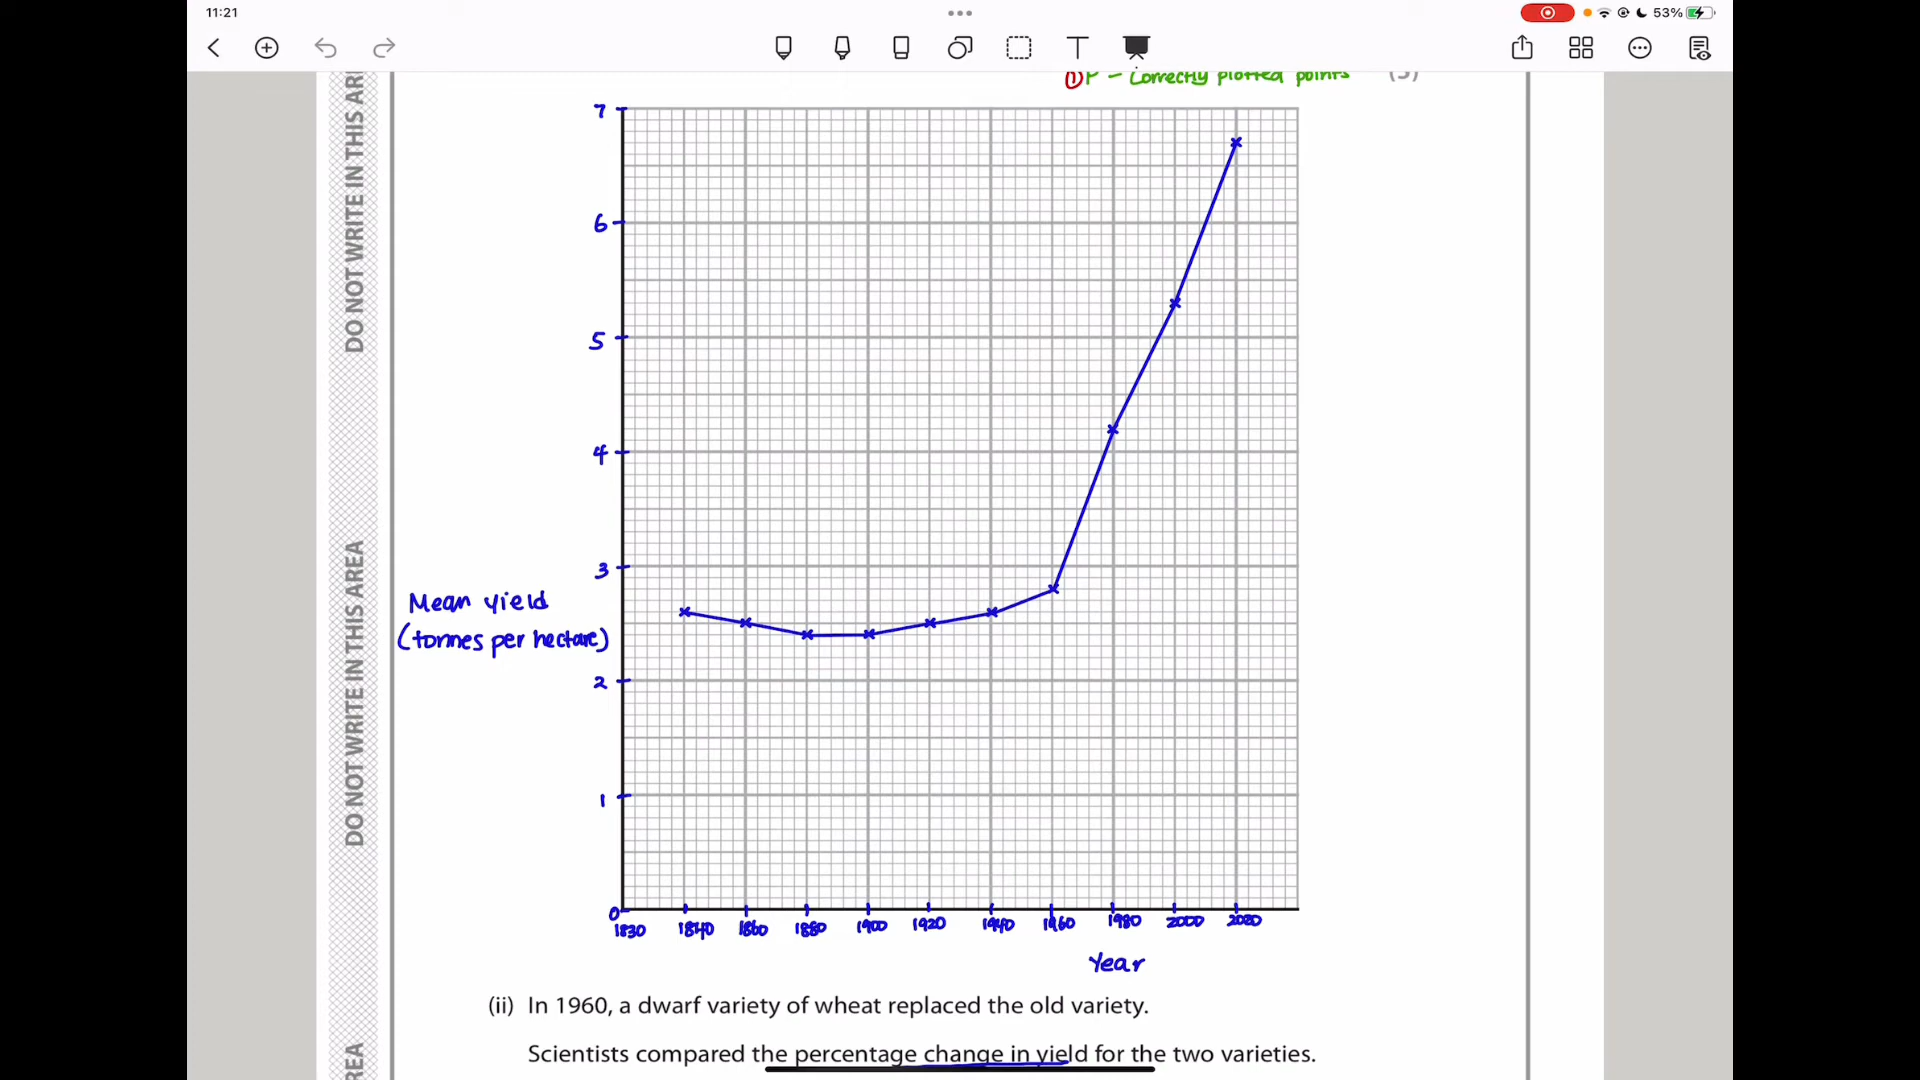 11:21
53%
P - Correctly plotted points (3)
DO NOT WRITE IN THIS AR
7
6
5
4
3
Mean yield
(tonnes per hectare)
2
1
0
1830 1840 1860 1880 1900 1920 1940 1960 1980 2000 2020
Year
DO NOT WRITE IN THIS AREA
REA
(ii) In 1960, a dwarf variety of wheat replaced the old variety.
Scientists compared the percentage change in yield for the two varieties.